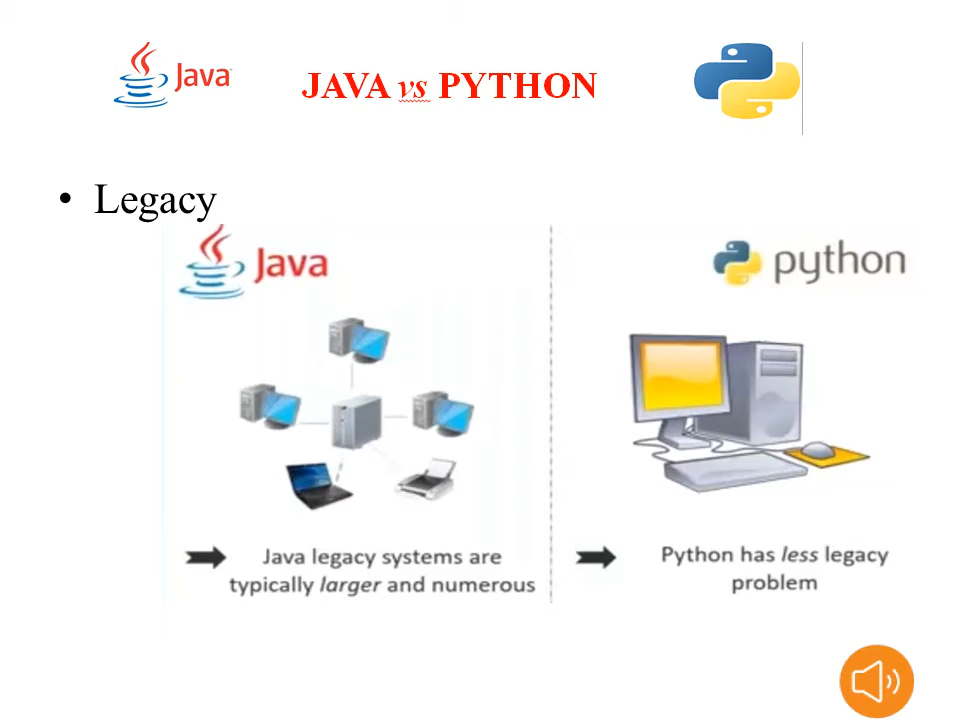 Java
JAVA vs PYTHON
• Legacy
Java
python
Java legacy systems are
typically larger and numerous
Python has less legacy
problem